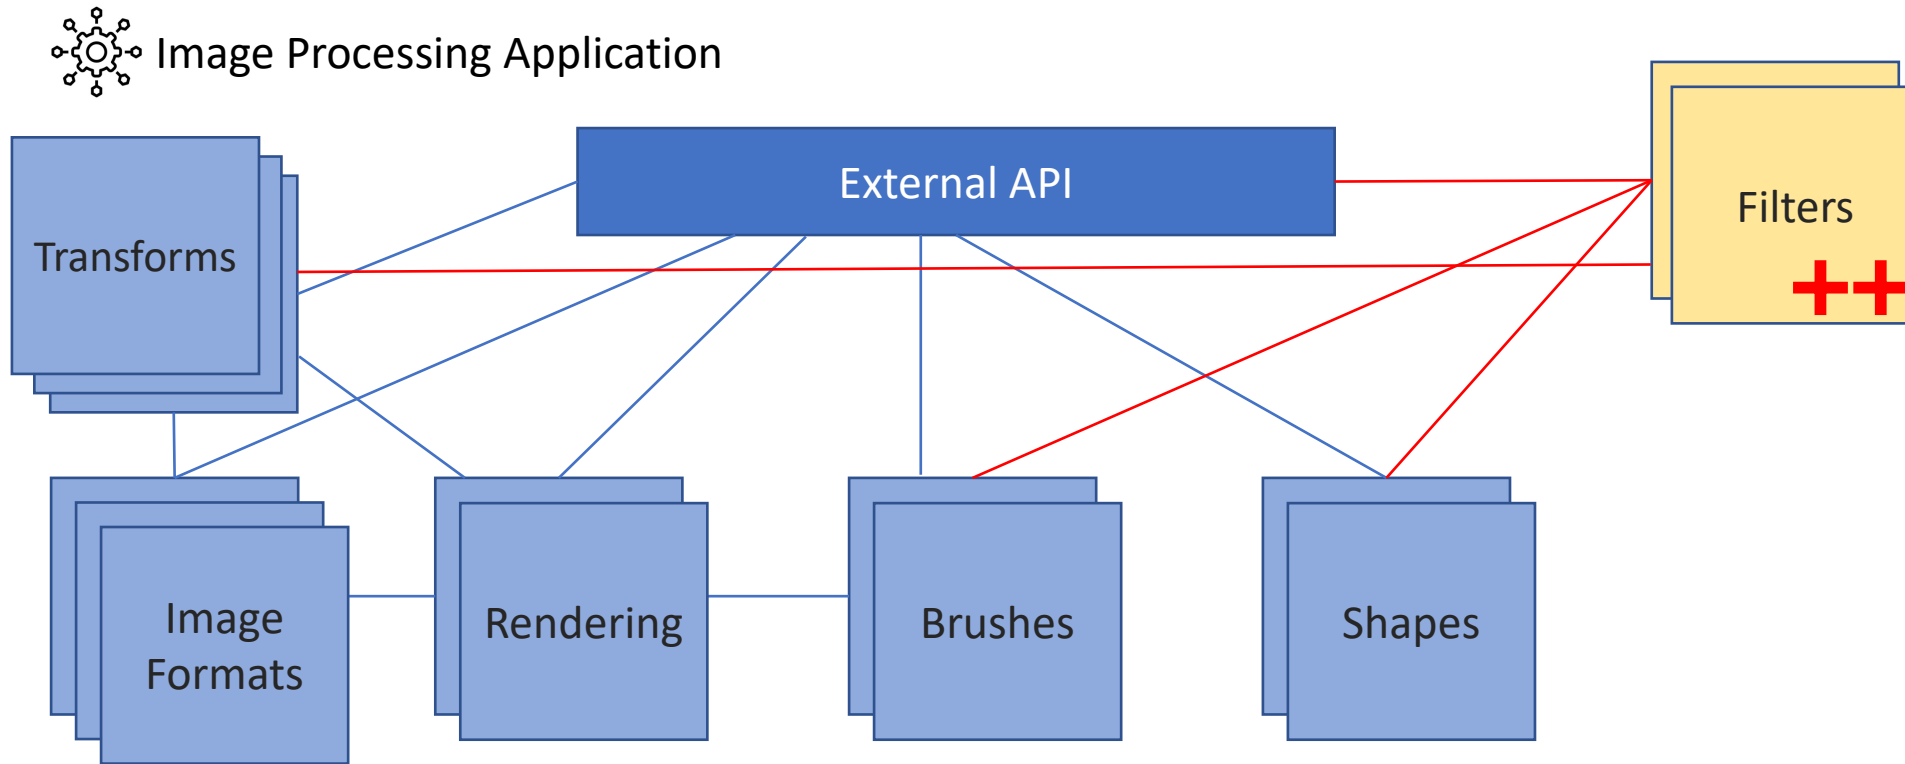 Image Processing Application
External API
Filters
++
Transforms
Image
Formats
Rendering
Brushes
Shapes